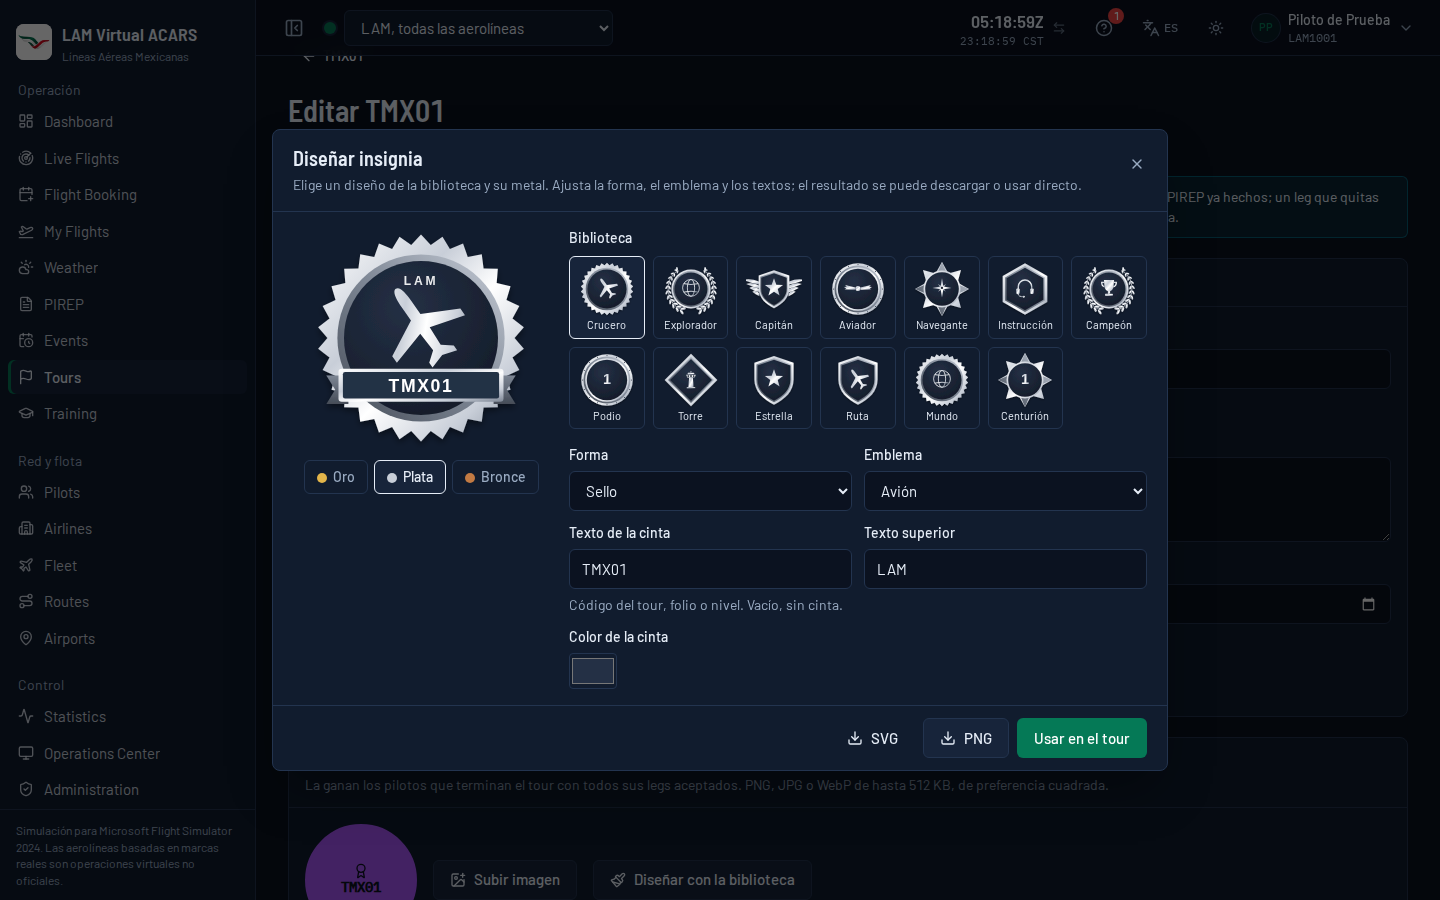 LAM Virtual ACARS
Líneas Aéreas Mexicanas
Operación
Dashboard
Live Flights
Flight Booking
My Flights
Weather
PIREP
Events
Tours
Training
Red y flota
Pilots
Airlines
Fleet
Routes
Airports
Control
Statistics
Operations Center
Administration
Simulación para Microsoft Flight Simulator
2024. Las aerolíneas basadas en marcas
reales son operaciones virtuales no
oficiales.
LAM, todas las aerolíneas
05:18:59Z
23:18:59 CST
1
ES
PP
Piloto de Prueba
LAM1001
TMX01
Editar TMX01
PIREP ya hechos; un leg que quitas
a.
Diseñar insignia
Elige un diseño de la biblioteca y su metal. Ajusta la forma, el emblema y los textos; el resultado se puede descargar o usar directo.
LAM
TMX01
Oro
Plata
Bronce
Biblioteca
Crucero
Explorador
Capitán
Aviador
Navegante
Instrucción
Campeón
1
Podio
Torre
Estrella
Ruta
Mundo
1
Centurión
Forma
Emblema
Sello
Avión
Texto de la cinta
Texto superior
TMX01
LAM
Código del tour, folio o nivel. Vacío, sin cinta.
Color de la cinta
SVG
PNG
Usar en el tour
La ganan los pilotos que terminan el tour con todos sus legs aceptados. PNG, JPG o WebP de hasta 512 KB, de preferencia cuadrada.
TMX01
Subir imagen
Diseñar con la biblioteca